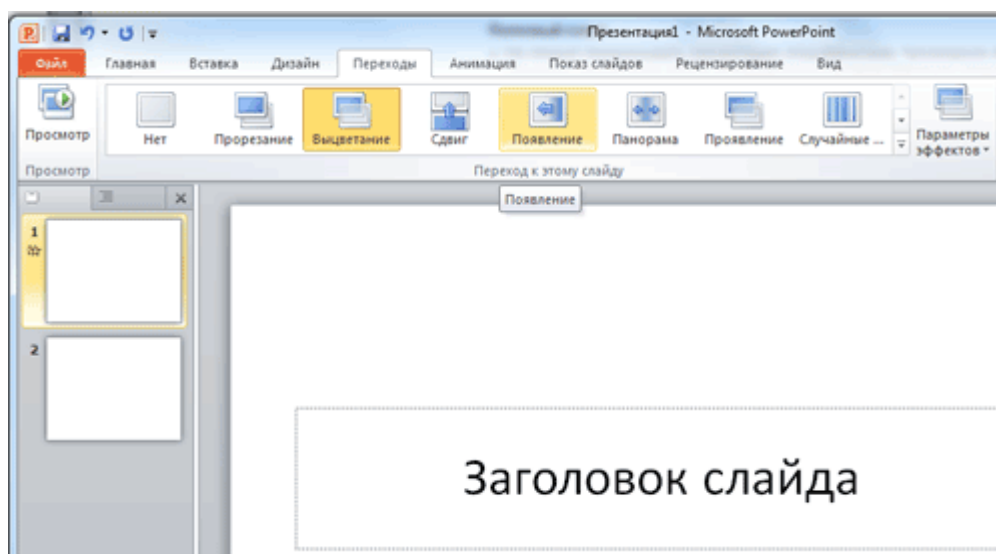 Презентация1 - Microsoft PowerPoint
Файл Главная Вставка Дизайн Переходы Анимация Показ слайдов Рецензирование Вид
Просмотр Нет Прорезание Выцветание Сдвиг Появление Панорама Проявление Случайные ... Параметры эффектов
Просмотр Переход к этому слайду
Появление
1
2
Заголовок слайда